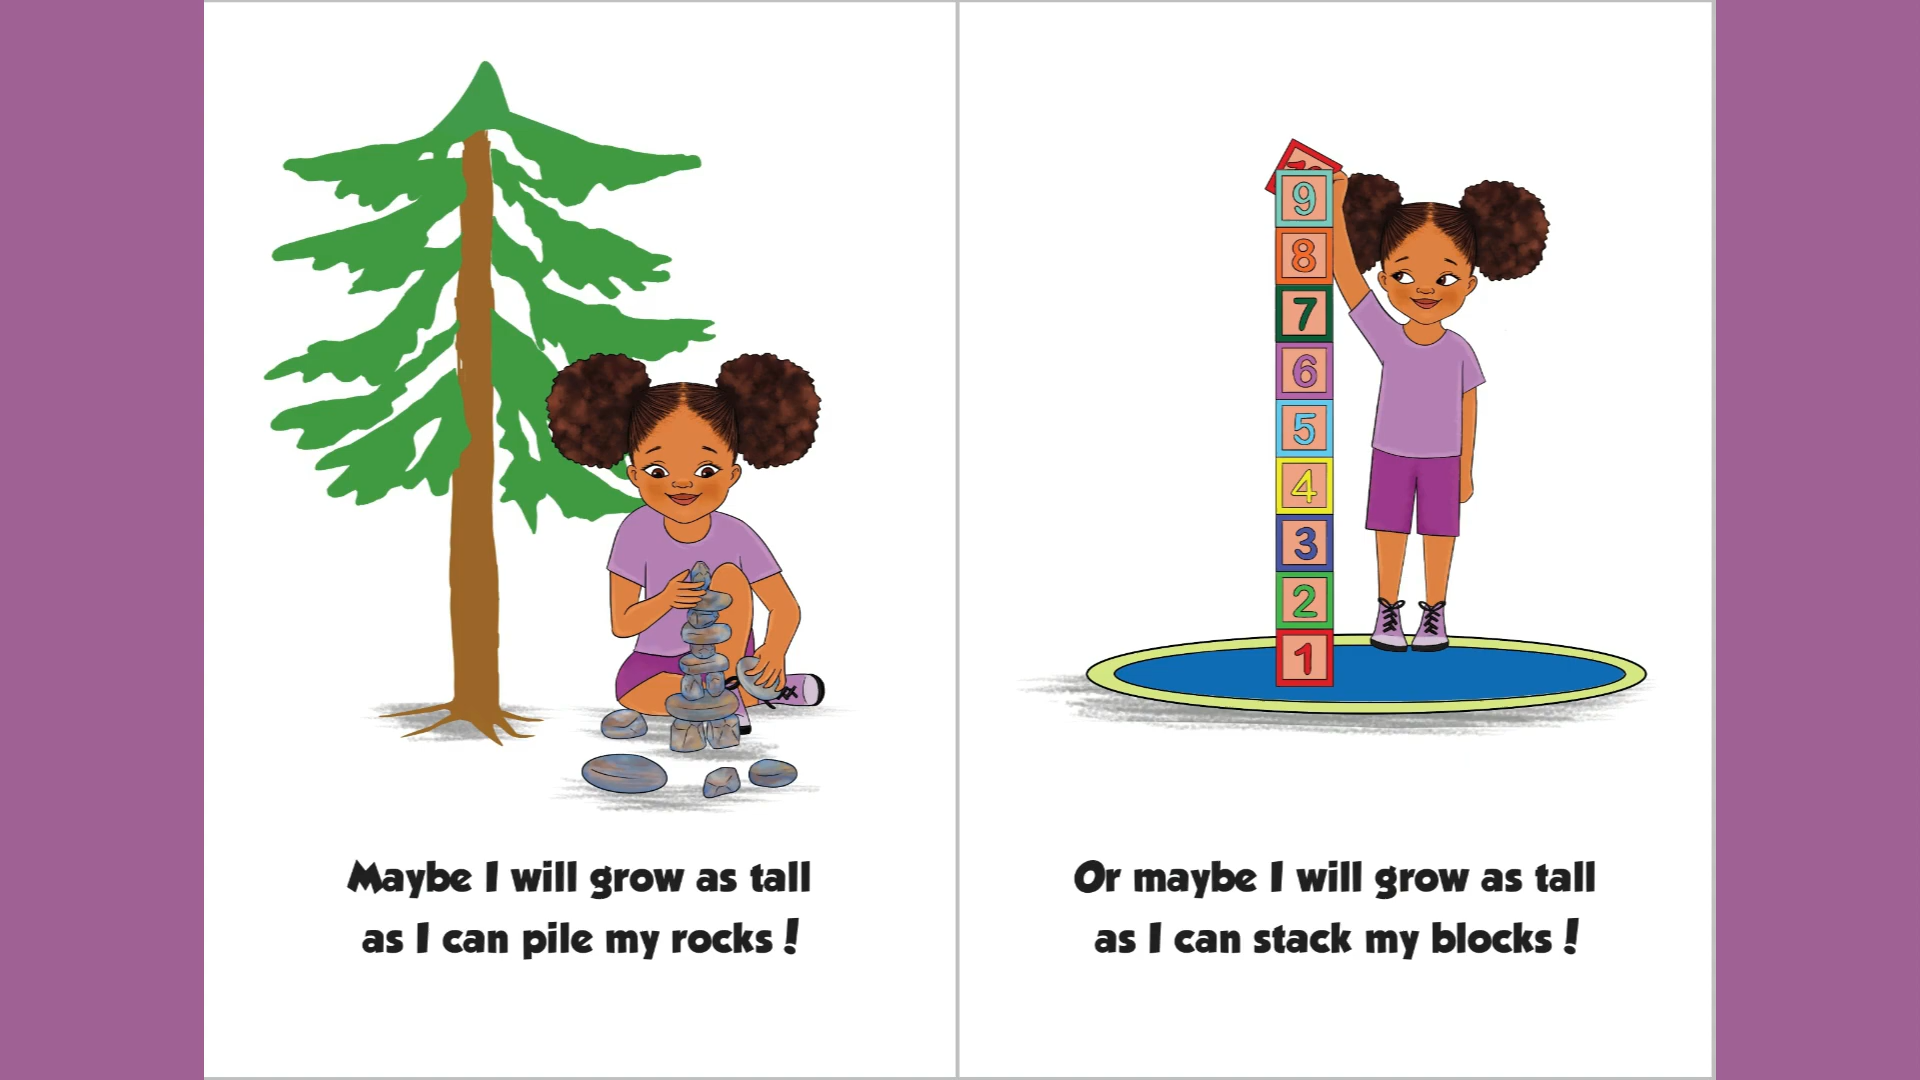 Maybe I will grow as tall
as I can pile my rocks!
10
9
8
7
6
5
4
3
2
1
Or maybe I will grow as tall
as I can stack my blocks!